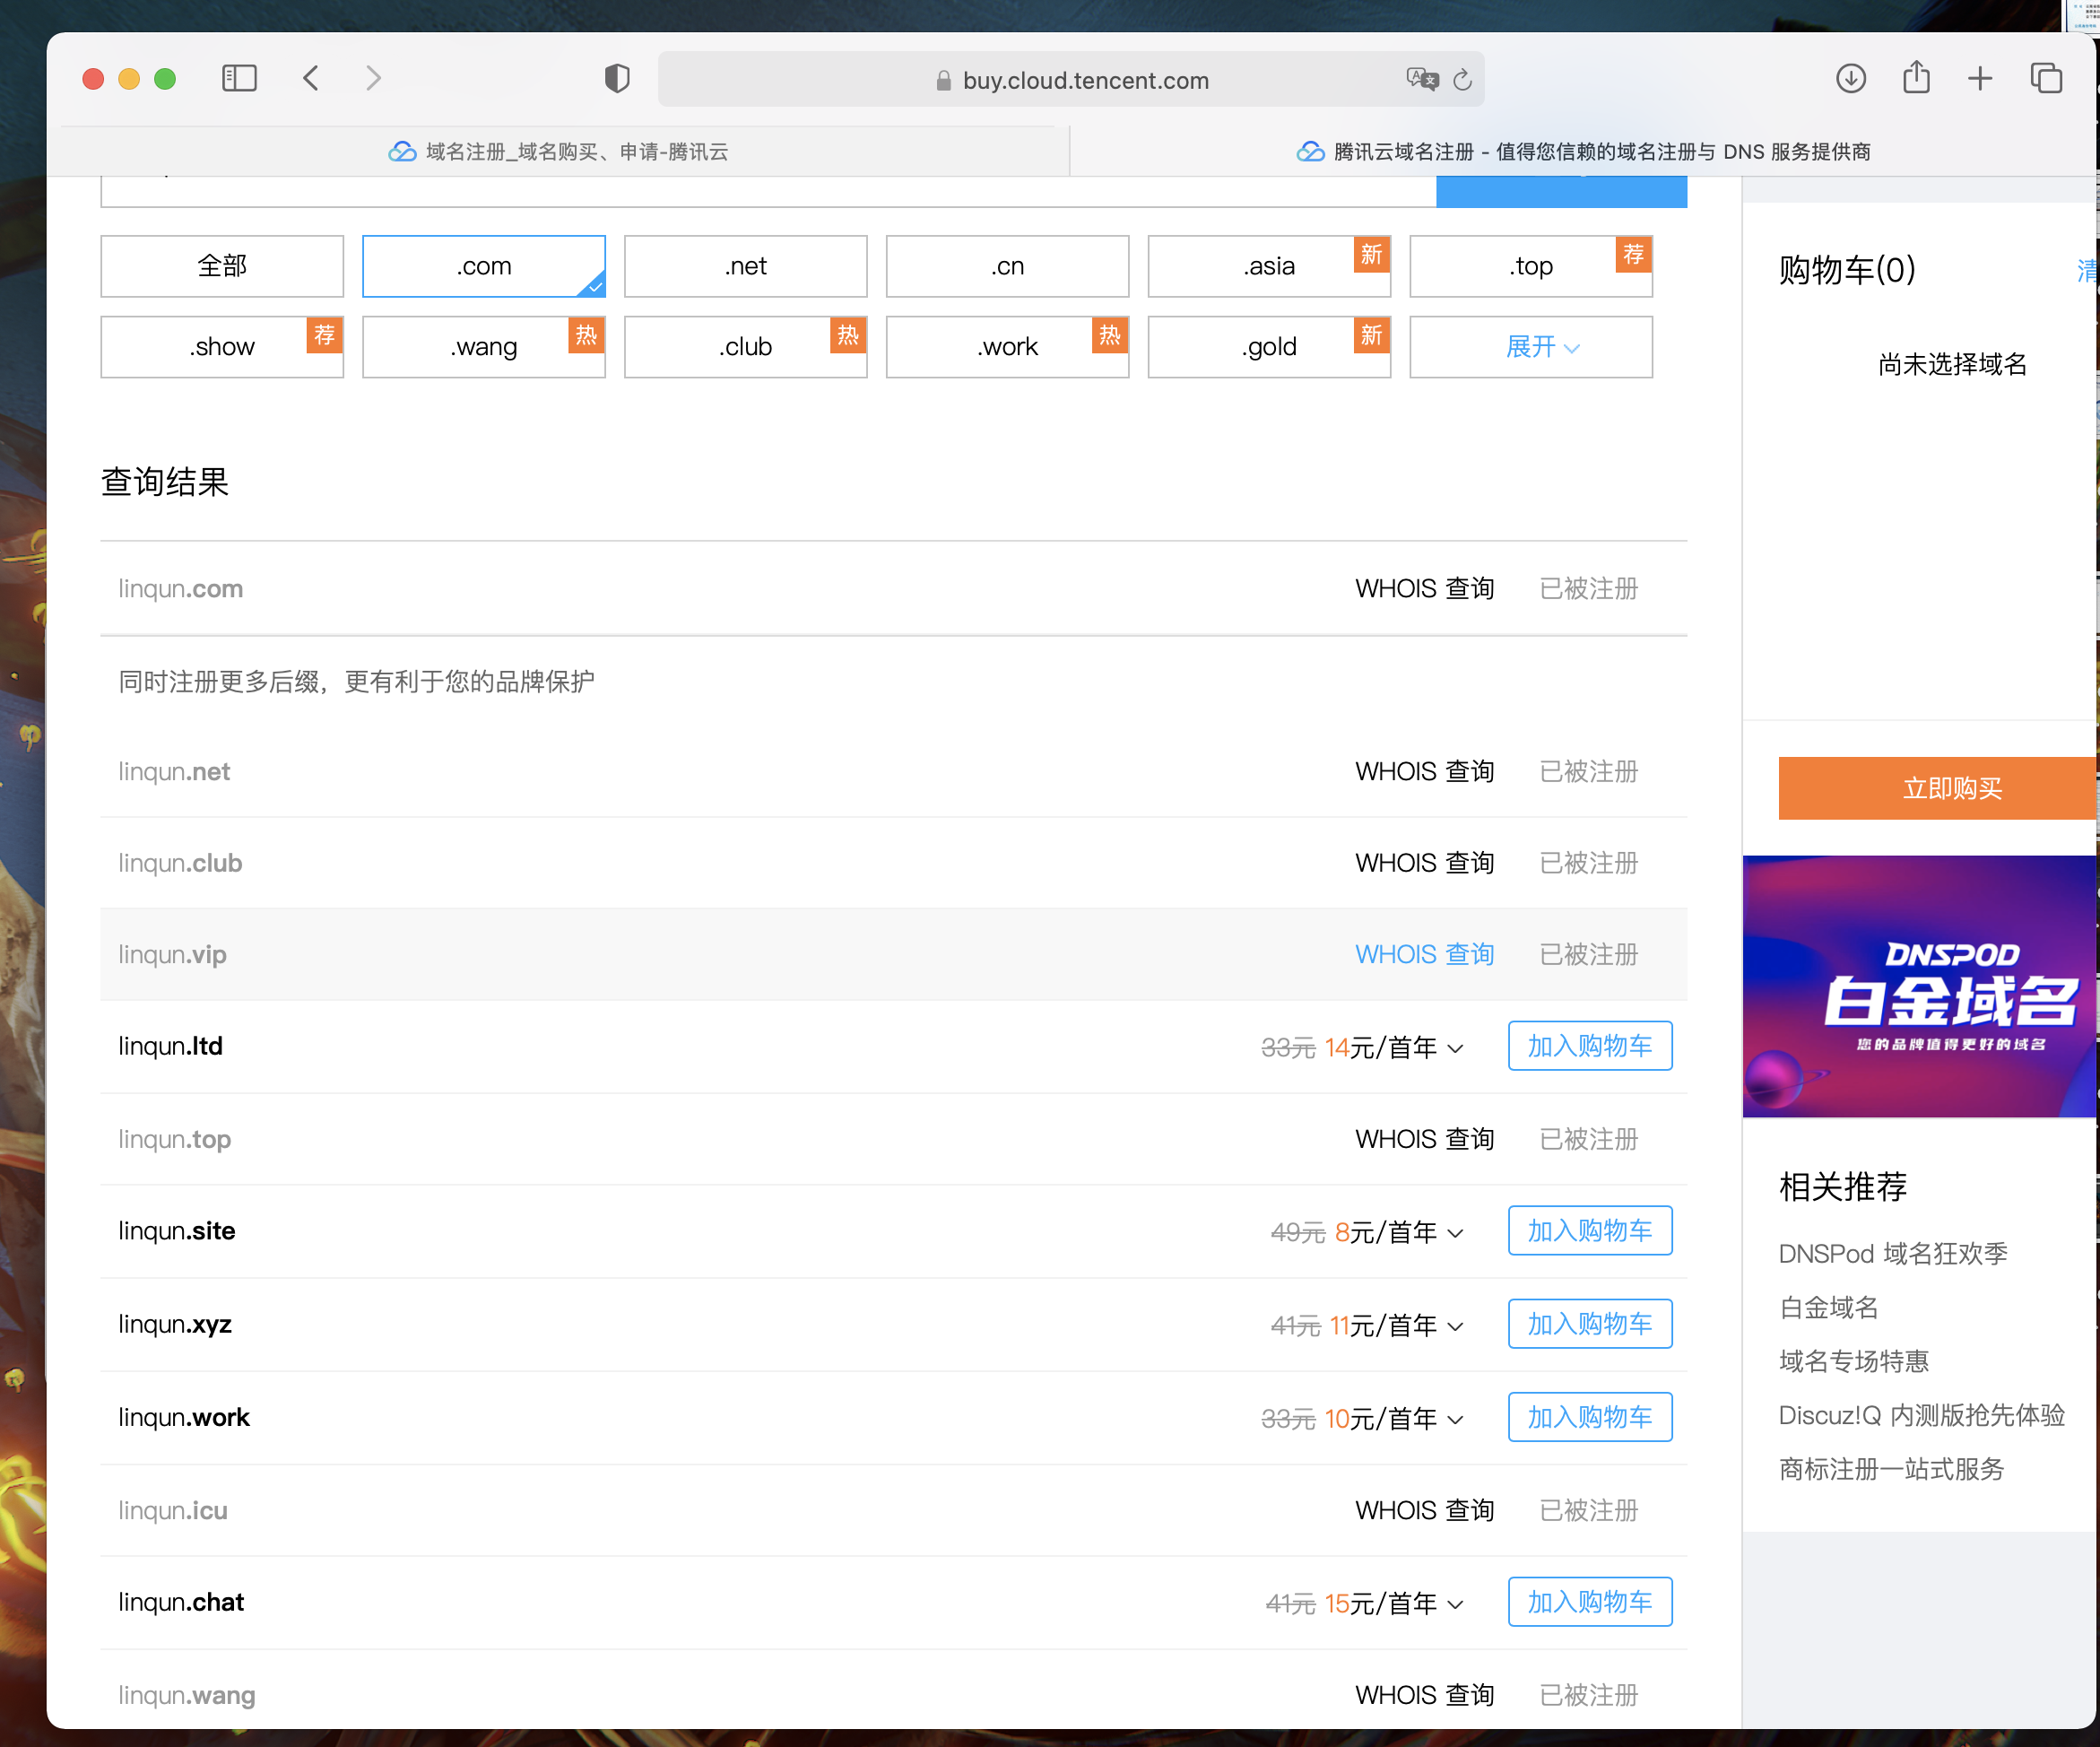 buy.cloud.tencent.com
域名注册_域名购买、申请-腾讯云
腾讯云域名注册 - 值得您信赖的域名注册与 DNS 服务提供商
全部
.com
.net
.cn
.asia 新
.top 荐
.show 荐
.wang 热
.club 热
.work 热
.gold 新
展开
查询结果
linqun.com WHOIS 查询 已被注册
同时注册更多后缀，更有利于您的品牌保护
linqun.net WHOIS 查询 已被注册
linqun.club WHOIS 查询 已被注册
linqun.vip WHOIS 查询 已被注册
linqun.ltd 33元 14元/首年 加入购物车
linqun.top WHOIS 查询 已被注册
linqun.site 49元 8元/首年 加入购物车
linqun.xyz 41元 11元/首年 加入购物车
linqun.work 33元 10元/首年 加入购物车
linqun.icu WHOIS 查询 已被注册
linqun.chat 41元 15元/首年 加入购物车
linqun.wang WHOIS 查询 已被注册
购物车(0)
尚未选择域名
立即购买
DNSPOD
白金域名
您的品牌值得更好的域名
相关推荐
DNSPod 域名狂欢季
白金域名
域名专场特惠
Discuz!Q 内测版抢先体验
商标注册一站式服务